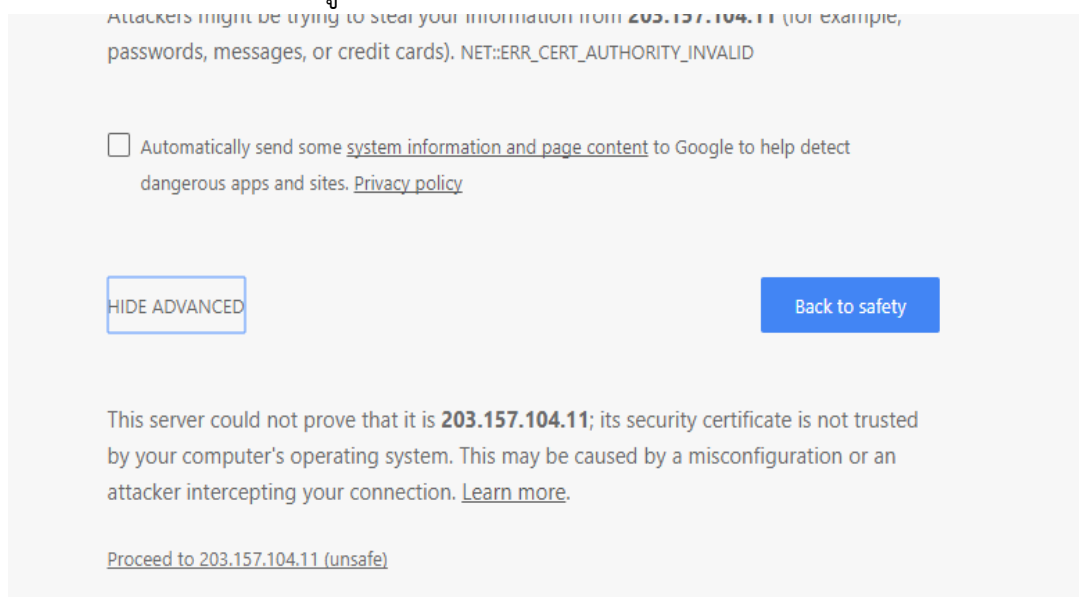 Attackers might be trying to steal your information from 203.157.104.11 (for example,
passwords, messages, or credit cards). NET::ERR_CERT_AUTHORITY_INVALID
Automatically send some system information and page content to Google to help detect
dangerous apps and sites. Privacy policy
HIDE ADVANCED
Back to safety
This server could not prove that it is 203.157.104.11; its security certificate is not trusted
by your computer's operating system. This may be caused by a misconfiguration or an
attacker intercepting your connection. Learn more.
Proceed to 203.157.104.11 (unsafe)